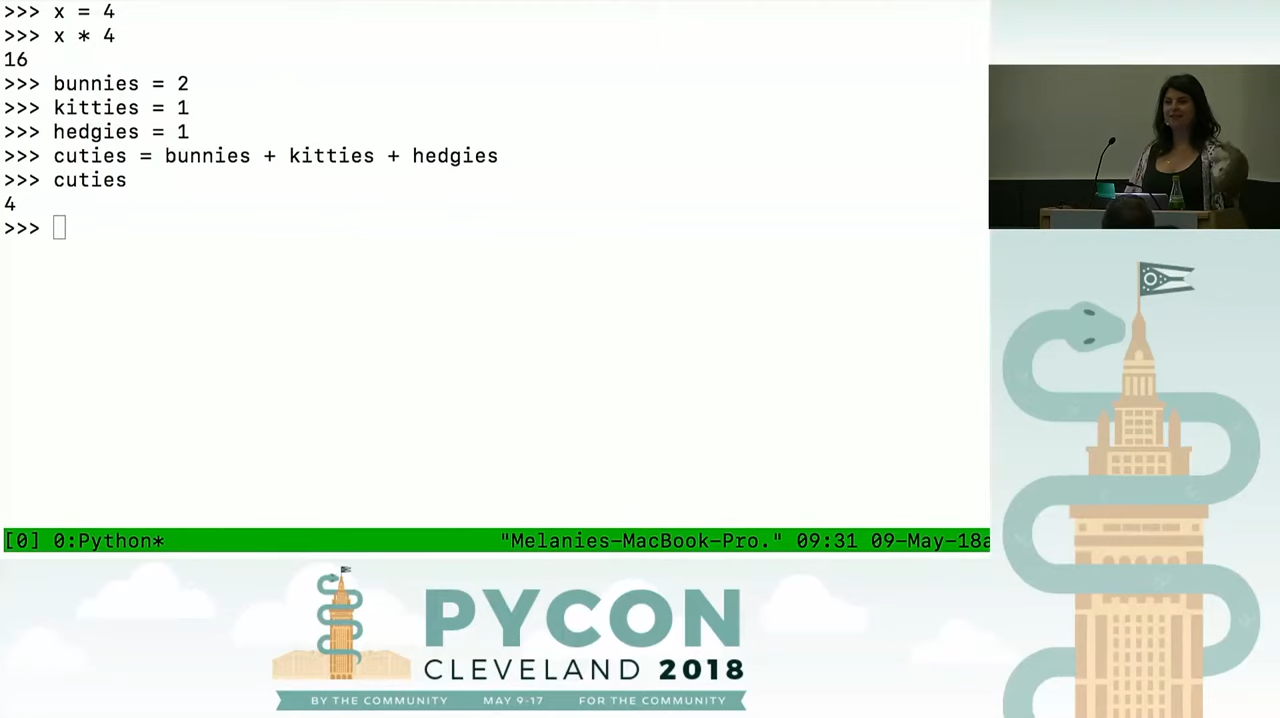 >>> x = 4
>>> x * 4
16
>>> bunnies = 2
>>> kitties = 1
>>> hedgies = 1
>>> cuties = bunnies + kitties + hedgies
>>> cuties
4
>>>
[0] 0:Python* "Melanies-MacBook-Pro." 09:31 09-May-18
PYCON
CLEVELAND 2018
BY THE COMMUNITY MAY 9-17 FOR THE COMMUNITY